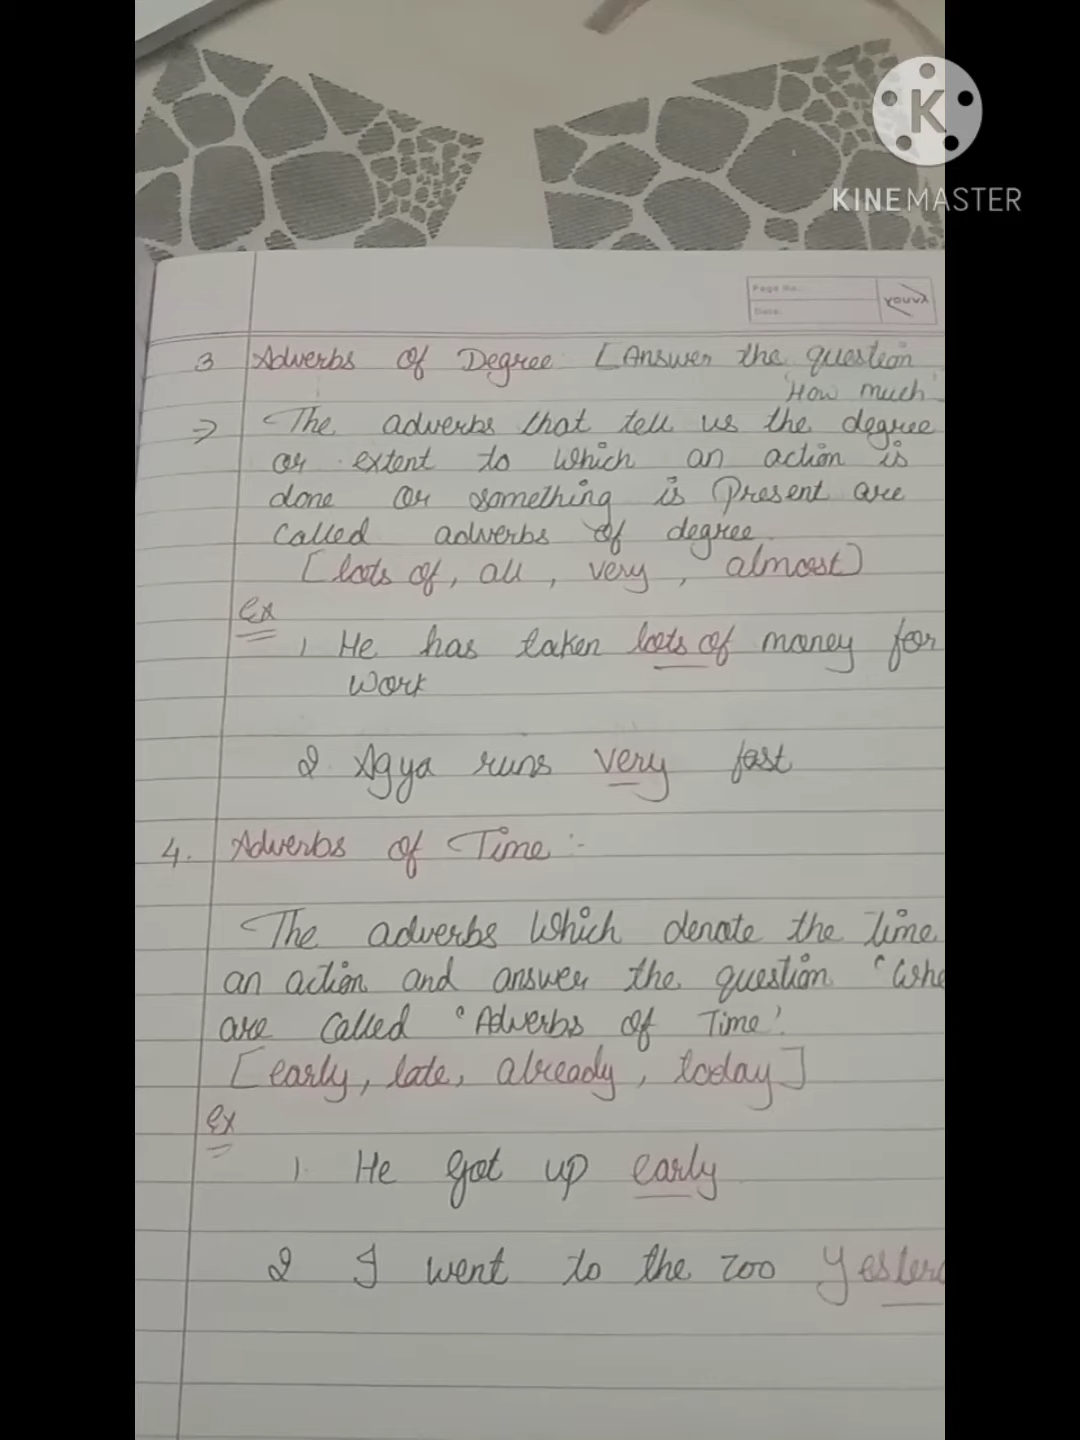 K
KINEMASTER
Page No.:
Date:
YOUVA
3 Adverbs of Degree [Answer the question
'How much'
⇒ The adverbs that tell us the degree
or extent to which an action is
done or something is Present are
Called adverbs of degree.
[lots of, all, very, almost]
Ex
1 He has taken lots of money for
work
2. Agya runs very fast
4. Adverbs of Time :-
The adverbs which denote the time
an action and answer the question 'Whe
are called 'Adverbs of Time'.
[early, late, already, today]
Ex
1. He got up early
2 I went to the zoo Yester